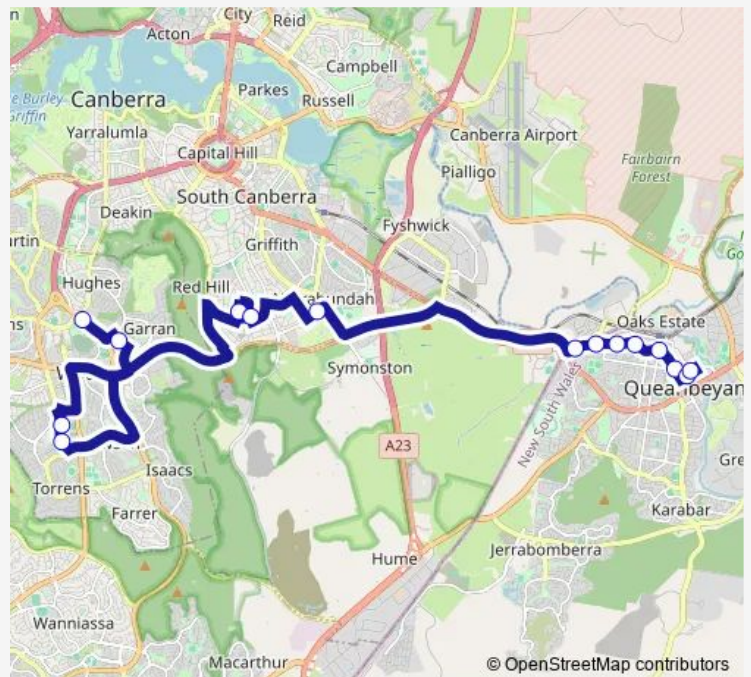 City
Reid
Acton
Campbell
Parkes
Canberra
Russell
Yarralumla
Canberra Airport
Capital Hill
Fairbairn
Forest
Pialligo
South Canberra
Deakin
Fyshwick
Griffith
Hughes
Red Hill
Garran
Oaks Estate
Symonston
New South Wales
A23
Isaacs
Torrens
Farrer
Karabar
Hume
Jerrabomberra
Wanniassa
Macarthur
© OpenStreetMap contributors